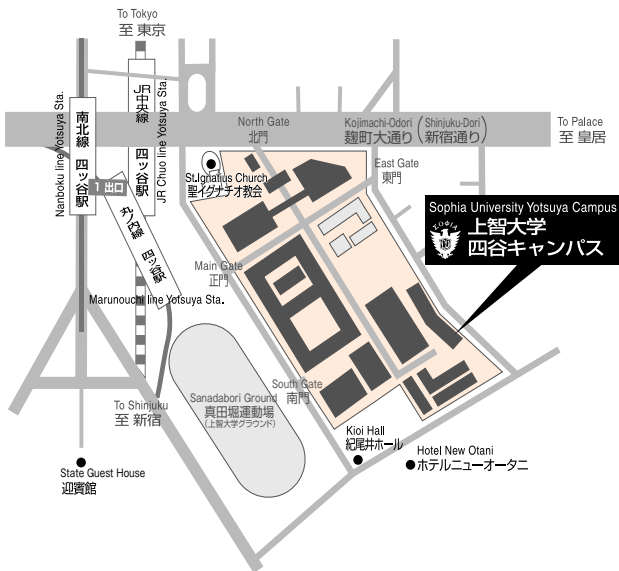 To Tokyo
至 東京
Nanboku line Yotsuya Sta.
南北線 四ツ谷駅
JR中央線 四ツ谷駅
JR Chuo line Yotsuya Sta.
North Gate
北門
Kojimachi-Odori
麹町大通り
(Shinjuku-Dori
新宿通り)
To Palace
至 皇居
1 出口
St.Ignatius Church
聖イグナチオ教会
East Gate
東門
丸ノ内線 四ツ谷駅
Marunouchi line Yotsuya Sta.
Sophia University Yotsuya Campus
ΣΟΦΙΑ
上智大学
四谷キャンパス
Main Gate
正門
South Gate
南門
Sanadabori Ground
真田堀運動場
(上智大学グラウンド)
To Shinjuku
至 新宿
Kioi Hall
紀尾井ホール
Hotel New Otani
ホテルニューオータニ
State Guest House
迎賓館